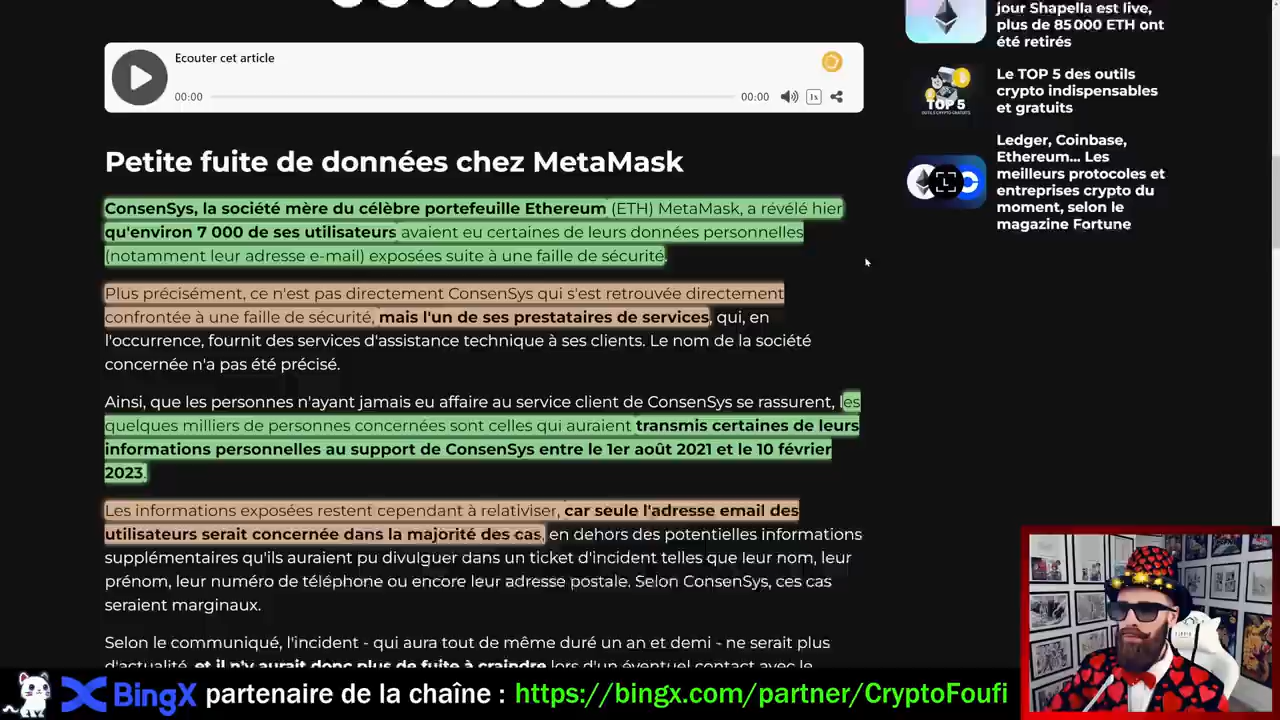 Ecouter cet article
00:00
00:00
1x
Petite fuite de données chez MetaMask
ConsenSys, la société mère du célèbre portefeuille Ethereum (ETH) MetaMask, a révélé hier
qu'environ 7 000 de ses utilisateurs avaient eu certaines de leurs données personnelles
(notamment leur adresse e-mail) exposées suite à une faille de sécurité.
Plus précisément, ce n'est pas directement ConsenSys qui s'est retrouvée directement
confrontée à une faille de sécurité, mais l'un de ses prestataires de services, qui, en
l'occurrence, fournit des services d'assistance technique à ses clients. Le nom de la société
concernée n'a pas été précisé.
Ainsi, que les personnes n'ayant jamais eu affaire au service client de ConsenSys se rassurent, les
quelques milliers de personnes concernées sont celles qui auraient transmis certaines de leurs
informations personnelles au support de ConsenSys entre le 1er août 2021 et le 10 février
2023.
Les informations exposées restent cependant à relativiser, car seule l'adresse email des
utilisateurs serait concernée dans la majorité des cas, en dehors des potentielles informations
supplémentaires qu'ils auraient pu divulguer dans un ticket d'incident telles que leur nom, leur
prénom, leur numéro de téléphone ou encore leur adresse postale. Selon ConsenSys, ces cas
seraient marginaux.
Selon le communiqué, l'incident - qui aura tout de même duré un an et demi - ne serait plus
d'actualité, et il n'y aurait donc plus de fuite à craindre lors d'un éventuel contact avec le
jour Shapella est live,
plus de 85 000 ETH ont
été retirés
TOP 5
Le TOP 5 des outils
crypto indispensables
et gratuits
Ledger, Coinbase,
Ethereum... Les
meilleurs protocoles et
entreprises crypto du
moment, selon le
magazine Fortune
BingX partenaire de la chaîne : https://bingx.com/partner/CryptoFoufi